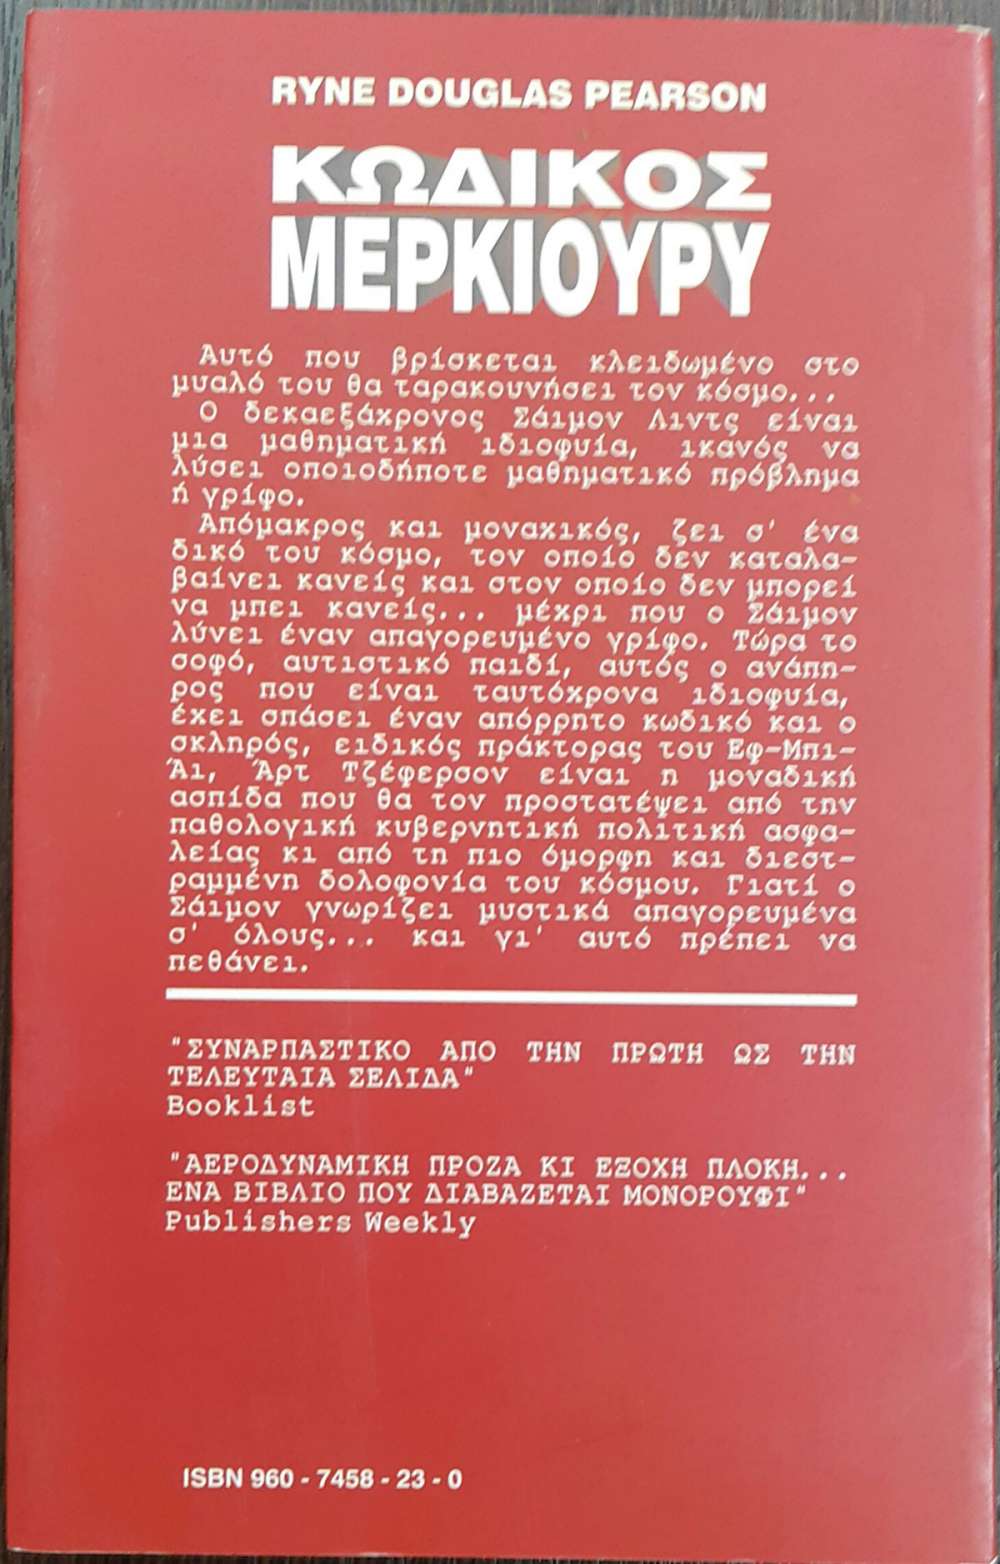 RYNE DOUGLAS PEARSON
ΚΩΔΙΚΟΣ
ΜΕΡΚΙΟΥΡΥ
Αυτό που βρίσκεται κλειδωμένο στο
μυαλό του θα ταρακουνήσει τον κόσμο...
Ο δεκαεξάχρονος Σάιμον Λιντς είναι
μια μαθηματική ιδιοφυία, ικανός να
λύσει οποιοδήποτε μαθηματικό πρόβλημα
ή γρίφο.
Απόμακρος και μοναχικός, ζει σ' ένα
δικό του κόσμο, τον οποίο δεν καταλα-
βαίνει κανείς και στον οποίο δεν μπορεί
να μπει κανείς... μέχρι που ο Σάιμον
λύνει έναν απαγορευμένο γρίφο. Τώρα το
σοφό, αυτιστικό παιδί, αυτός ο ανάπη-
ρος που είναι ταυτόχρονα ιδιοφυία,
έχει σπάσει έναν απόρρητο κωδικό και ο
σκληρός, ειδικός πράκτορας του Εφ-Μπι-
Άι, Άρτ Τζέφερσον είναι η μοναδική
ασπίδα που θα τον προστατέψει από την
παθολογική κυβερνητική πολιτική ασφα-
λείας κι από τη πιο όμορφη και διεστ-
ραμμένη δολοφονία του κόσμου. Γιατί ο
Σάιμον γνωρίζει μυστικά απαγορευμένα
σ' όλους... και γι' αυτό πρέπει να
πεθάνει.
"ΣΥΝΑΡΠΑΣΤΙΚΟ ΑΠΟ ΤΗΝ ΠΡΩΤΗ ΩΣ ΤΗΝ
ΤΕΛΕΥΤΑΙΑ ΣΕΛΙΔΑ"
Booklist
"ΑΕΡΟΔΥΝΑΜΙΚΗ ΠΡΟΖΑ ΚΙ ΕΞΟΧΗ ΠΛΟΚΗ...
ΕΝΑ ΒΙΒΛΙΟ ΠΟΥ ΔΙΑΒΑΖΕΤΑΙ ΜΟΝΟΡΟΥΦΙ"
Publishers Weekly
ISBN 960 - 7458 - 23 - 0